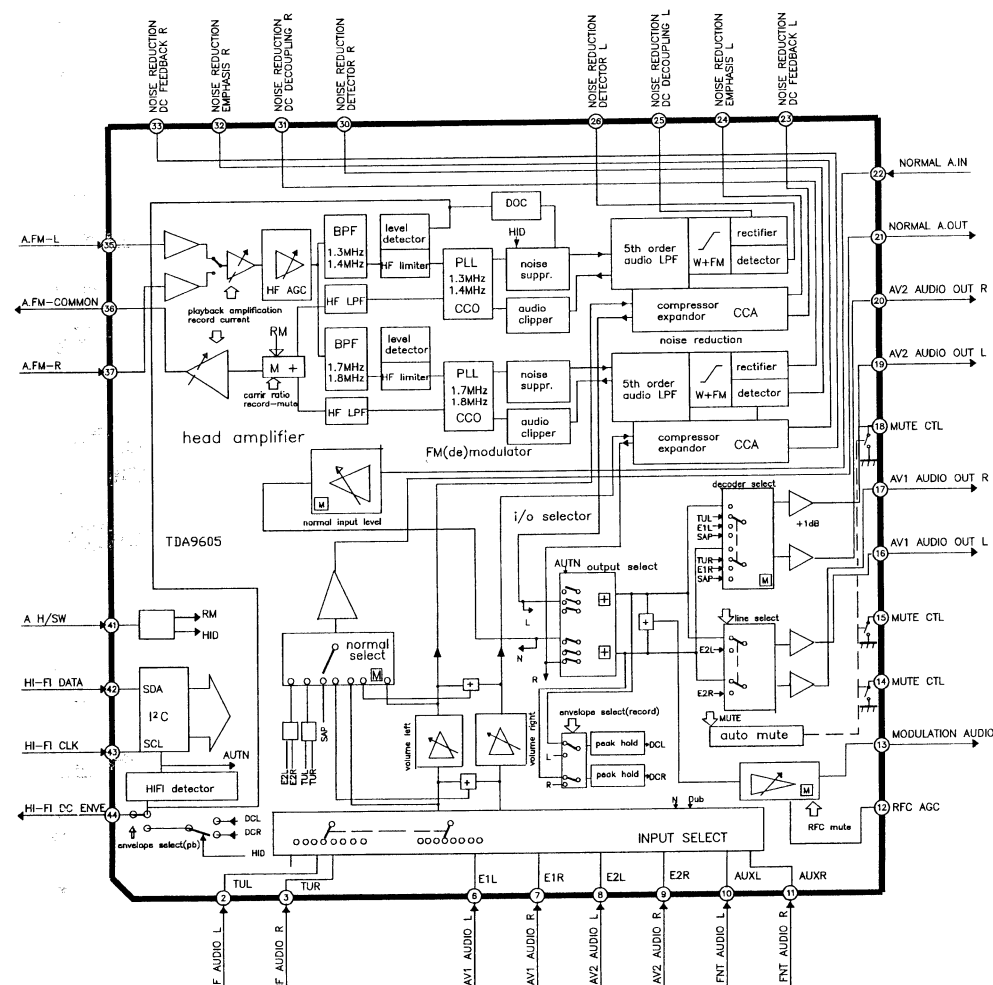 NOISE REDUCTION
DC FEEDBACK R
NOISE REDUCTION
EMPHASIS R
NOISE REDUCTION
DC DECOUPLING R
NOISE REDUCTION
DETECTOR R
NOISE REDUCTION
DETECTOR L
NOISE REDUCTION
DC DECOUPLING L
NOISE REDUCTION
EMPHASIS L
NOISE REDUCTION
DC FEEDBACK L
33
32
31
30
26
25
24
23
NORMAL A.IN
22
NORMAL A.OUT
21
AV2 AUDIO OUT R
20
AV2 AUDIO OUT L
19
18
MUTE CTL
AV1 AUDIO OUT R
17
AV1 AUDIO OUT L
16
15
MUTE CTL
14
MUTE CTL
MODULATION AUDIO
13
12
RFC AGC
A.FM-L
35
A.FM-COMMON
36
A.FM-R
37
A H/SW
41
HI-FI DATA
42
HI-FI CLK
43
HI-FI DC ENVE
44
DOC
HID
BPF
1.3MHz
1.4MHz
level
detector
HF limiter
PLL
1.3MHz
1.4MHz
CCO
noise
suppr.
audio
clipper
5th order
audio LPF
W+FM
rectifier
detector
compressor
expandor
CCA
noise reduction
HF AGC
HF LPF
playback amplification
record current
RM
M +
carrir ratio
record-mute
BPF
1.7MHz
1.8MHz
level
detector
HF limiter
HF LPF
PLL
1.7MHz
1.8MHz
CCO
noise
suppr.
audio
clipper
5th order
audio LPF
W+FM
rectifier
detector
compressor
expandor
CCA
head amplifier
FM(de)modulator
M
normal input level
TDA9605
i/o selector
AUTN
output select
L
N
R
+
+
+
decoder select
TUL
E1L
SAP
TUR
E1R
SAP
M
+1dB
line select
E2L
E2R
MUTE
auto mute
RM
HID
SDA
I²C
SCL
AUTN
HIFI detector
DCL
DCR
HID
envelope select(pb)
normal
select
M
E2L
E2R
TUL
TUR
SAP
+
+
volume left
volume right
envelope select(record)
L
R
peak hold
DCL
peak hold
DCR
M
RFC mute
N
Dub
INPUT SELECT
TUL
TUR
E1L
E1R
E2L
E2R
AUXL
AUXR
2
3
6
7
8
9
10
11
F AUDIO L
F AUDIO R
AV1 AUDIO L
AV1 AUDIO R
AV2 AUDIO L
AV2 AUDIO R
FNT AUDIO L
FNT AUDIO R